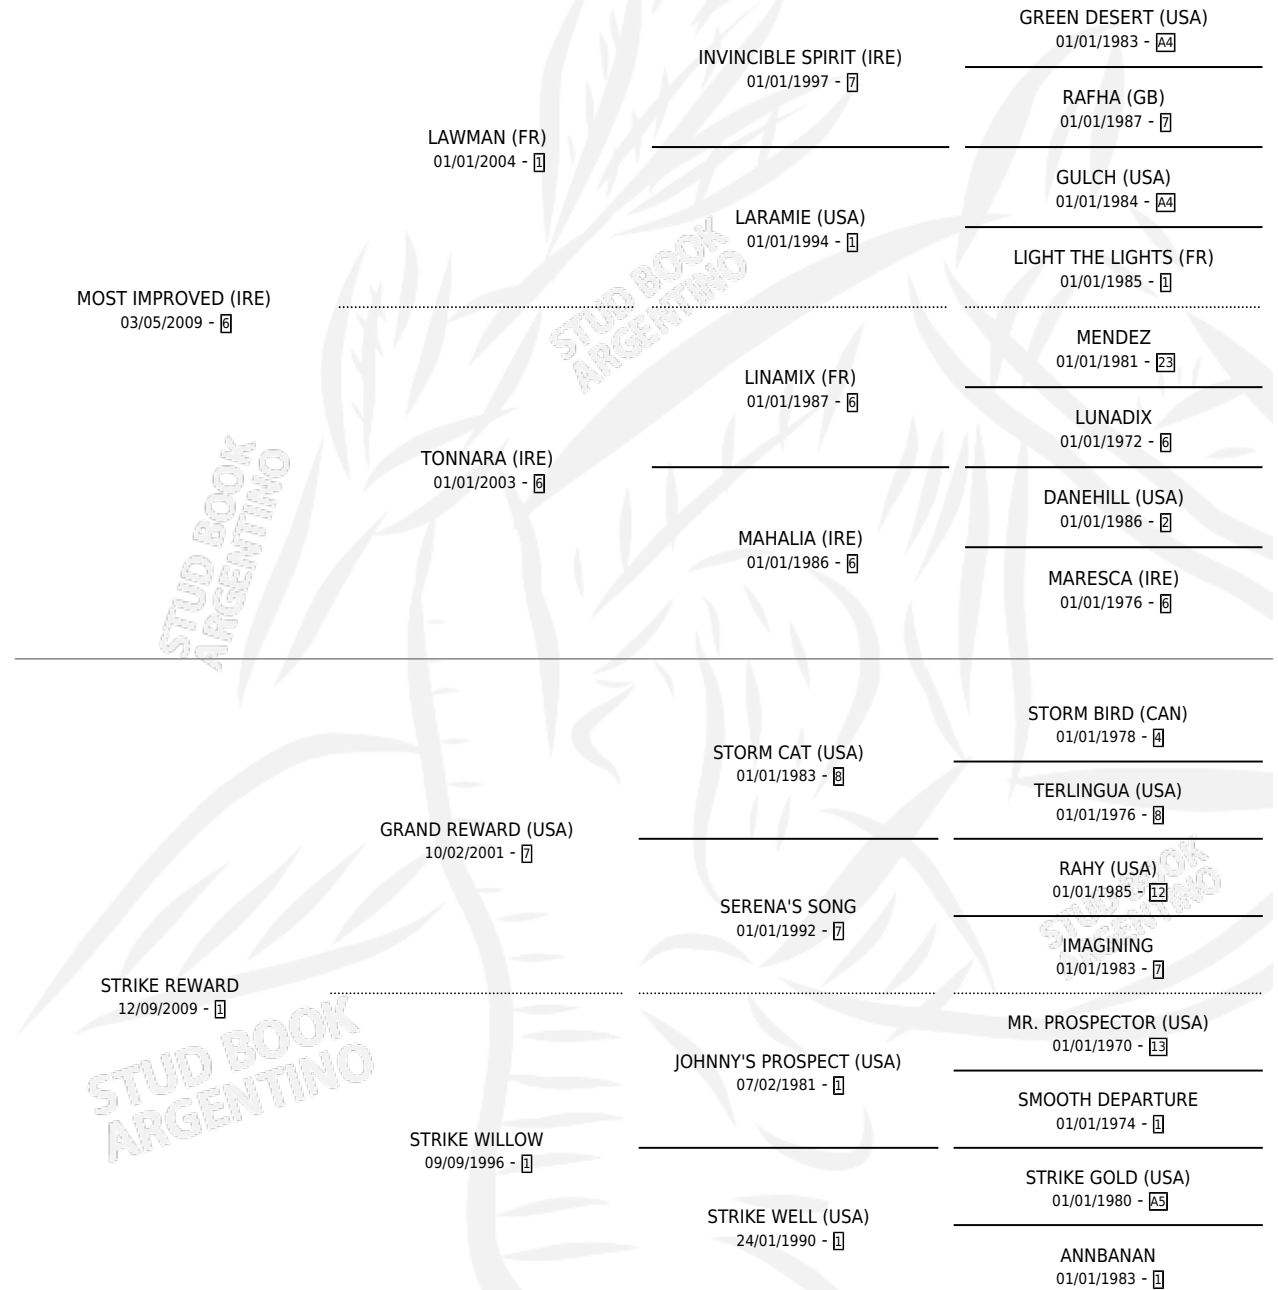 GREEN DESERT (USA)
01/01/1983 - A4
INVINCIBLE SPIRIT (IRE)
01/01/1997 - 7
RAFHA (GB)
01/01/1987 - 7
LAWMAN (FR)
01/01/2004 - 1
GULCH (USA)
01/01/1984 - A4
LARAMIE (USA)
01/01/1994 - 1
LIGHT THE LIGHTS (FR)
01/01/1985 - 1
MOST IMPROVED (IRE)
03/05/2009 - 6
MENDEZ
01/01/1981 - 23
LINAMIX (FR)
01/01/1987 - 6
LUNADIX
01/01/1972 - 6
TONNARA (IRE)
01/01/2003 - 6
DANEHILL (USA)
01/01/1986 - 2
MAHALIA (IRE)
01/01/1986 - 6
MARESCA (IRE)
01/01/1976 - 6
STORM BIRD (CAN)
01/01/1978 - 4
STORM CAT (USA)
01/01/1983 - 8
TERLINGUA (USA)
01/01/1976 - 8
GRAND REWARD (USA)
10/02/2001 - 7
RAHY (USA)
01/01/1985 - 12
SERENA'S SONG
01/01/1992 - 7
IMAGINING
01/01/1983 - 7
STRIKE REWARD
12/09/2009 - 1
MR. PROSPECTOR (USA)
01/01/1970 - 13
JOHNNY'S PROSPECT (USA)
07/02/1981 - 1
SMOOTH DEPARTURE
01/01/1974 - 1
STRIKE WILLOW
09/09/1996 - 1
STRIKE GOLD (USA)
01/01/1980 - A5
STRIKE WELL (USA)
24/01/1990 - 1
ANNBANAN
01/01/1983 - 1
STUD BOOK
ARGENTINO
STUD BOOK
ARGENTINO
STUD BOOK
ARGENTINO
STUD BOOK
ARGENTINO